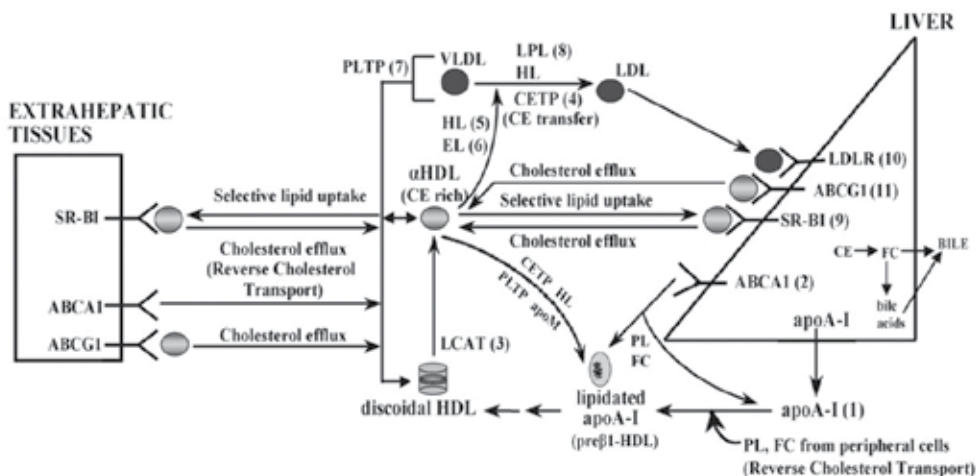 LIVER
EXTRAHEPATIC
TISSUES
SR-BI
ABCA1
ABCG1
PLTP (7)
VLDL
LPL (8)
HL
CETP (4)
(CE transfer)
LDL
HL (5)
EL (6)
αHDL
(CE rich)
Selective lipid uptake
Cholesterol efflux
(Reverse Cholesterol
Transport)
Cholesterol efflux
Cholesterol efflux
Selective lipid uptake
Cholesterol efflux
LDLR (10)
ABCG1 (11)
SR-BI (9)
ABCA1 (2)
CE
FC
BILE
bile
acids
apoA-I
CETP HL
PLTP apoM
PL
FC
LCAT (3)
discoidal HDL
lipidated
apoA-I
(preβ1-HDL)
apoA-I (1)
PL, FC from peripheral cells
(Reverse Cholesterol Transport)